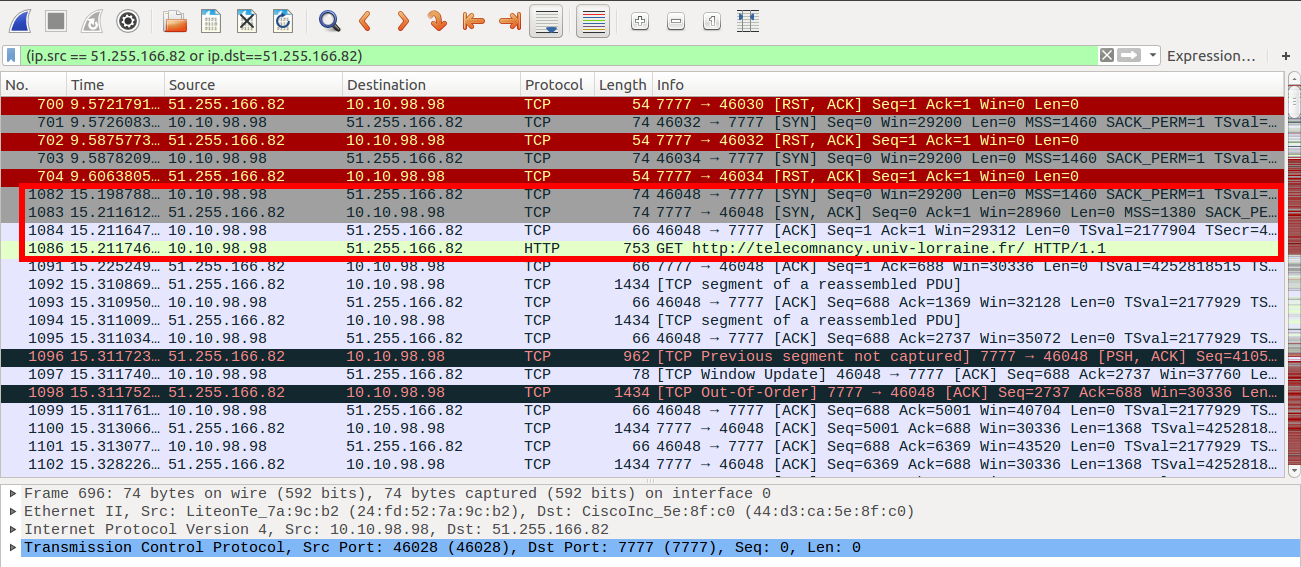 (ip.src == 51.255.166.82 or ip.dst==51.255.166.82) Expression… +
No. Time Source Destination Protocol Length Info
700 9.5721791… 51.255.166.82 10.10.98.98 TCP 54 7777 → 46030 [RST, ACK] Seq=1 Ack=1 Win=0 Len=0
701 9.5726083… 10.10.98.98 51.255.166.82 TCP 74 46032 → 7777 [SYN] Seq=0 Win=29200 Len=0 MSS=1460 SACK_PERM=1 TSval=…
702 9.5875773… 51.255.166.82 10.10.98.98 TCP 54 7777 → 46032 [RST, ACK] Seq=1 Ack=1 Win=0 Len=0
703 9.5878209… 10.10.98.98 51.255.166.82 TCP 74 46034 → 7777 [SYN] Seq=0 Win=29200 Len=0 MSS=1460 SACK_PERM=1 TSval=…
704 9.6063805… 51.255.166.82 10.10.98.98 TCP 54 7777 → 46034 [RST, ACK] Seq=1 Ack=1 Win=0 Len=0
1082 15.198788… 10.10.98.98 51.255.166.82 TCP 74 46048 → 7777 [SYN] Seq=0 Win=29200 Len=0 MSS=1460 SACK_PERM=1 TSval=…
1083 15.211612… 51.255.166.82 10.10.98.98 TCP 74 7777 → 46048 [SYN, ACK] Seq=0 Ack=1 Win=28960 Len=0 MSS=1380 SACK_PE…
1084 15.211647… 10.10.98.98 51.255.166.82 TCP 66 46048 → 7777 [ACK] Seq=1 Ack=1 Win=29312 Len=0 TSval=2177904 TSecr=4…
1086 15.211746… 10.10.98.98 51.255.166.82 HTTP 753 GET http://telecomnancy.univ-lorraine.fr/ HTTP/1.1
1091 15.225249… 51.255.166.82 10.10.98.98 TCP 66 7777 → 46048 [ACK] Seq=1 Ack=688 Win=30336 Len=0 TSval=4252818515 TS…
1092 15.310869… 51.255.166.82 10.10.98.98 TCP 1434 [TCP segment of a reassembled PDU]
1093 15.310950… 10.10.98.98 51.255.166.82 TCP 66 46048 → 7777 [ACK] Seq=688 Ack=1369 Win=32128 Len=0 TSval=2177929 TS…
1094 15.311009… 51.255.166.82 10.10.98.98 TCP 1434 [TCP segment of a reassembled PDU]
1095 15.311034… 10.10.98.98 51.255.166.82 TCP 66 46048 → 7777 [ACK] Seq=688 Ack=2737 Win=35072 Len=0 TSval=2177929 TS…
1096 15.311723… 51.255.166.82 10.10.98.98 TCP 962 [TCP Previous segment not captured] 7777 → 46048 [PSH, ACK] Seq=4105…
1097 15.311740… 10.10.98.98 51.255.166.82 TCP 78 [TCP Window Update] 46048 → 7777 [ACK] Seq=688 Ack=2737 Win=37760 Le…
1098 15.311752… 51.255.166.82 10.10.98.98 TCP 1434 [TCP Out-Of-Order] 7777 → 46048 [ACK] Seq=2737 Ack=688 Win=30336 Len…
1099 15.311761… 10.10.98.98 51.255.166.82 TCP 66 46048 → 7777 [ACK] Seq=688 Ack=5001 Win=40704 Len=0 TSval=2177929 TS…
1100 15.313066… 51.255.166.82 10.10.98.98 TCP 1434 7777 → 46048 [ACK] Seq=5001 Ack=688 Win=30336 Len=1368 TSval=4252818…
1101 15.313077… 10.10.98.98 51.255.166.82 TCP 66 46048 → 7777 [ACK] Seq=688 Ack=6369 Win=43520 Len=0 TSval=2177929 TS…
1102 15.328226… 51.255.166.82 10.10.98.98 TCP 1434 7777 → 46048 [ACK] Seq=6369 Ack=688 Win=30336 Len=1368 TSval=4252818…
Frame 696: 74 bytes on wire (592 bits), 74 bytes captured (592 bits) on interface 0
Ethernet II, Src: LiteonTe_7a:9c:b2 (24:fd:52:7a:9c:b2), Dst: CiscoInc_5e:8f:c0 (44:d3:ca:5e:8f:c0)
Internet Protocol Version 4, Src: 10.10.98.98, Dst: 51.255.166.82
Transmission Control Protocol, Src Port: 46028 (46028), Dst Port: 7777 (7777), Seq: 0, Len: 0